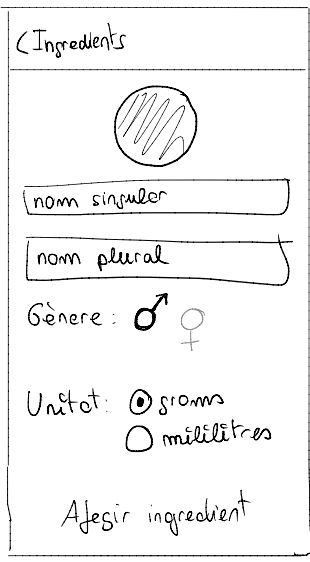 < Ingredients
nom singular
nom plural
Gènere: ♂ ♀
Unitat: grams
mililitres
Afegir ingredient